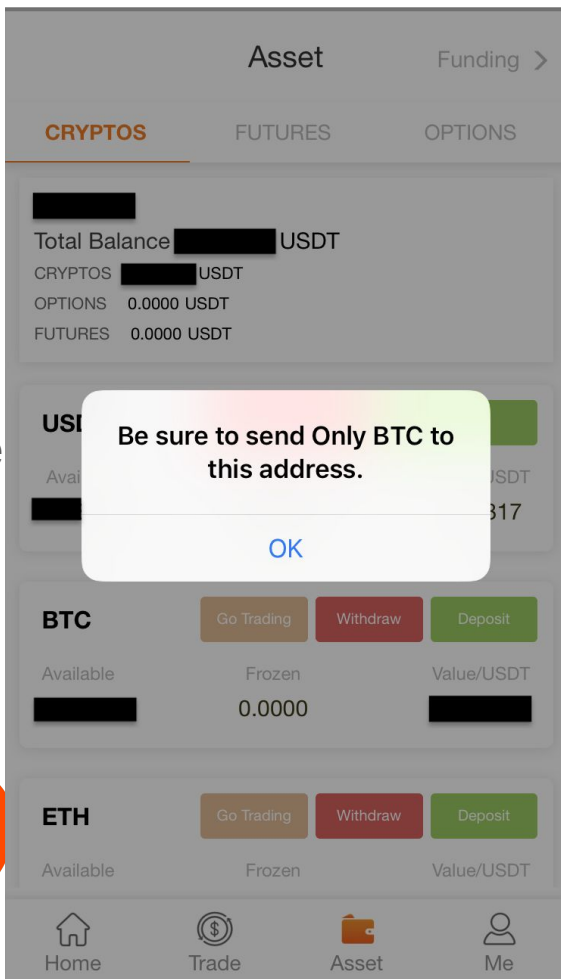 Asset Funding >
CRYPTOS FUTURES OPTIONS
Total Balance USDT
CRYPTOS USDT
OPTIONS 0.0000 USDT
FUTURES 0.0000 USDT
Be sure to send Only BTC to
this address.
OK
BTC Go Trading Withdraw Deposit
Available Frozen Value/USDT
0.0000
ETH Go Trading Withdraw Deposit
Available Frozen Value/USDT
Home Trade Asset Me